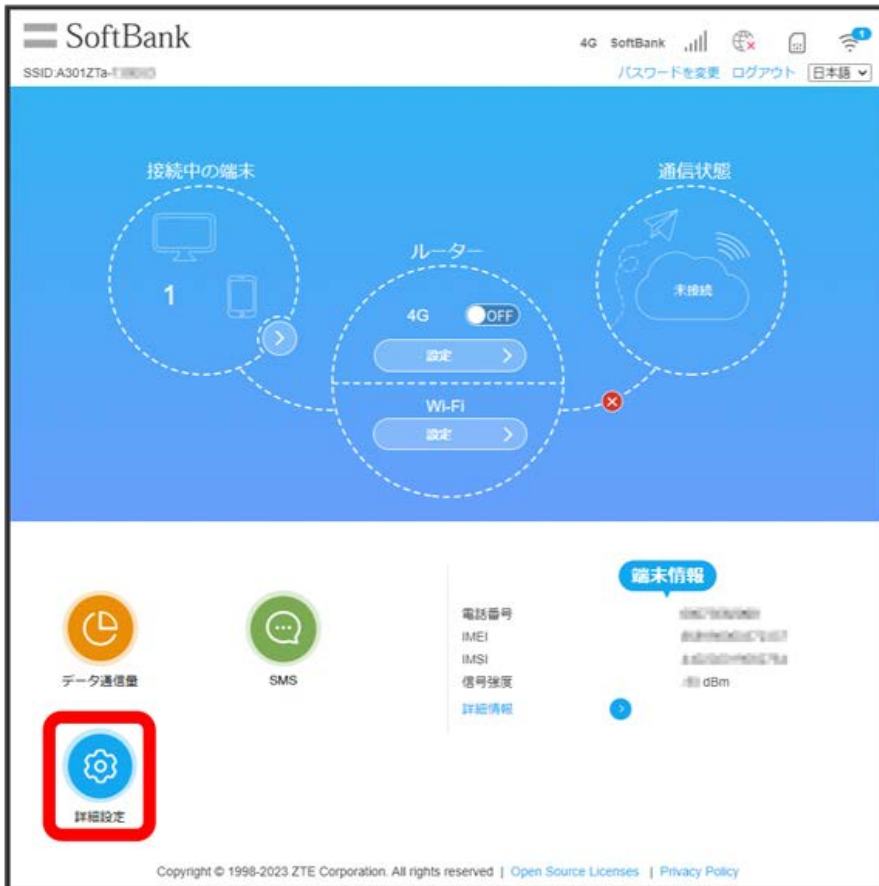 SoftBank
4G SoftBank
1
SSID:A301ZTa-
パスワードを変更 ログアウト 日本語
接続中の端末
通信状態
ルーター
1
未接続
4G OFF
設定
Wi-Fi
設定
端末情報
電話番号
IMEI
IMSI
信号強度 dBm
詳細情報
データ通信量
SMS
詳細設定
Copyright © 1998-2023 ZTE Corporation. All rights reserved | Open Source Licenses | Privacy Policy